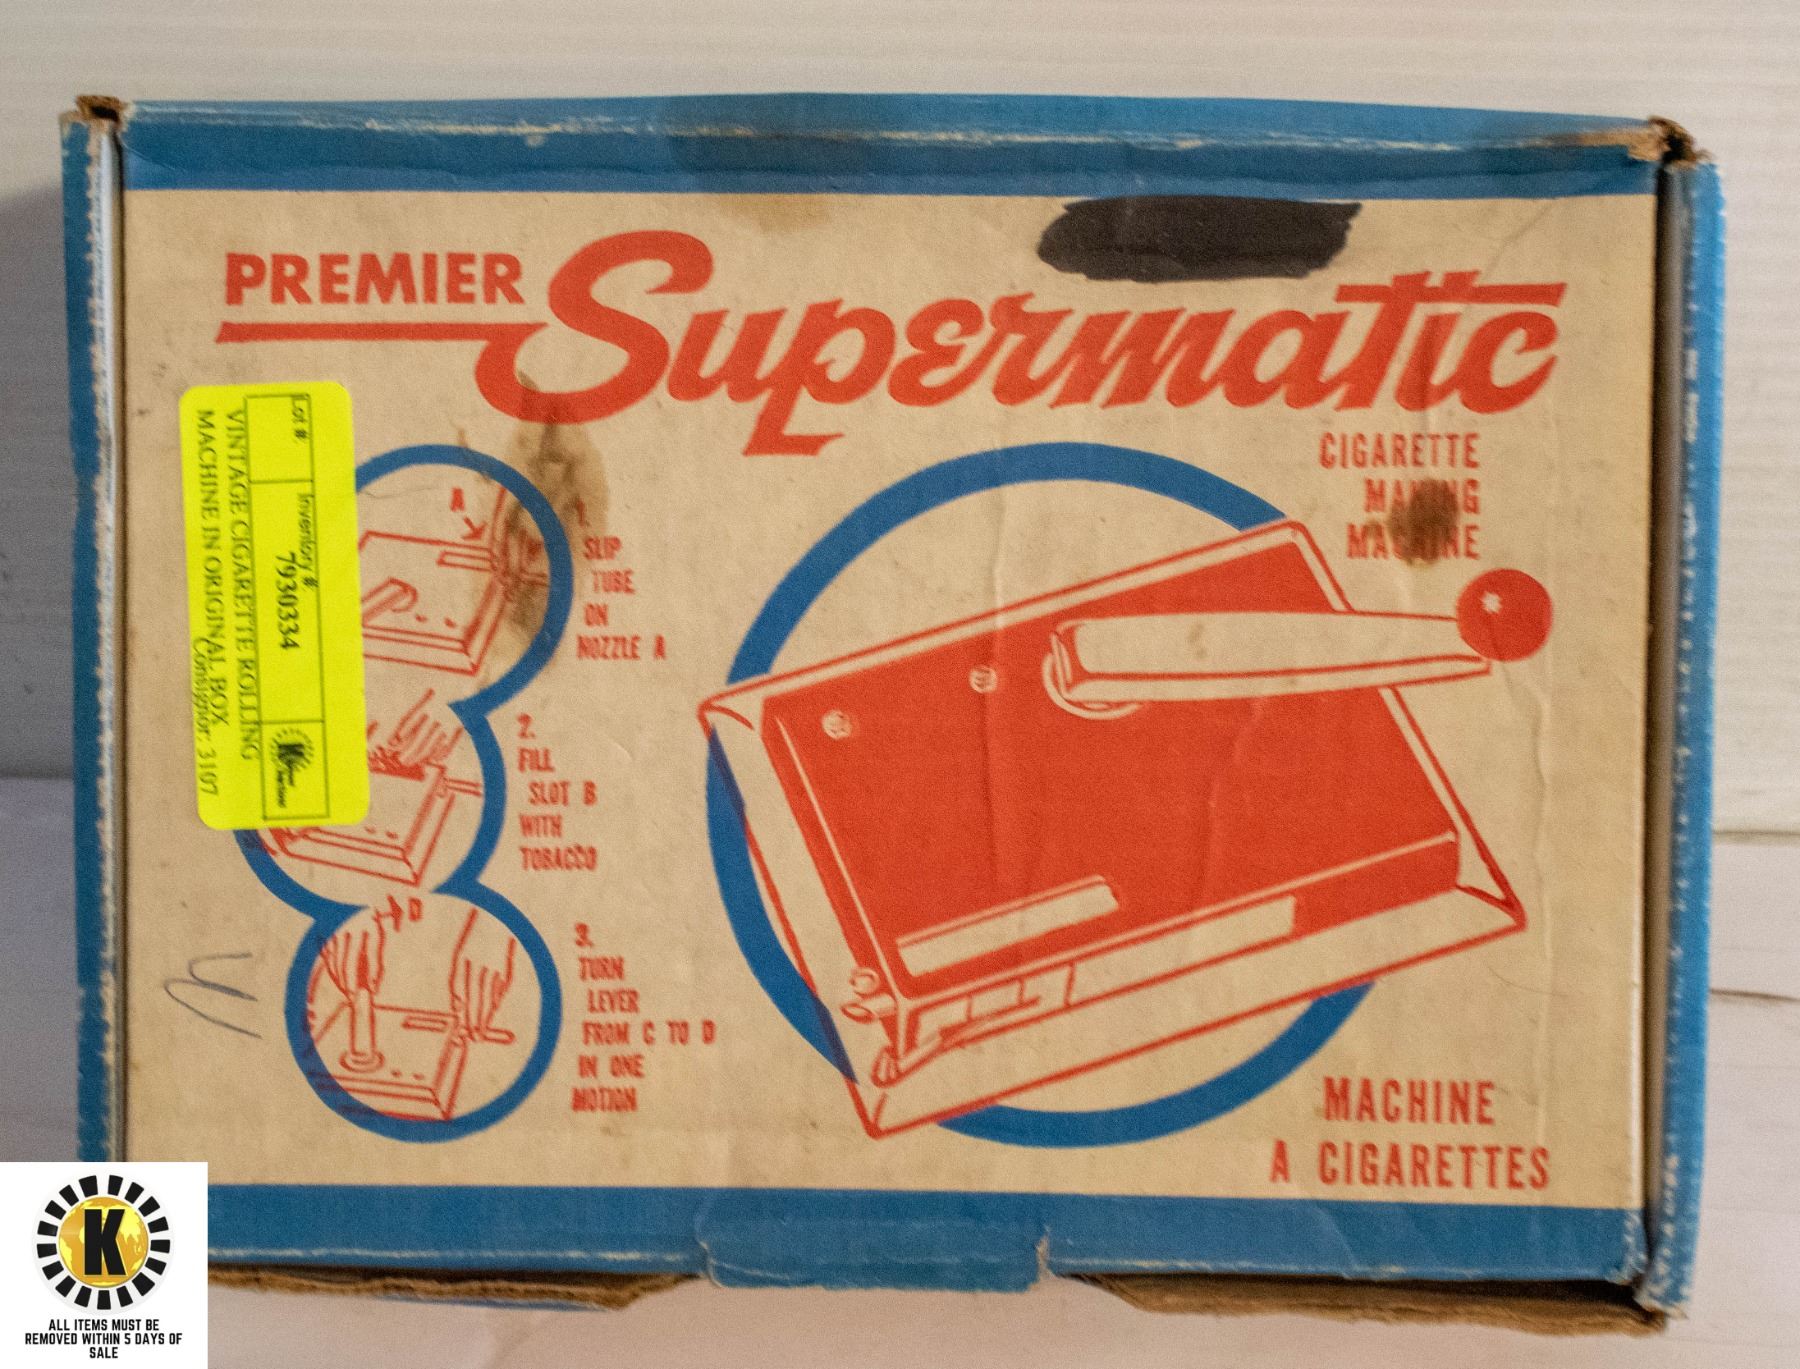 PREMIER Supermatic
CIGARETTE
MAKING
MACHINE
Lot #:
Inventory #:
7930334
VINTAGE CIGARETTE ROLLING
MACHINE IN ORIGINAL BOX
Consignor: 3107
A
1.
SLIP
TUBE
ON
NOZZLE A
2.
FILL
SLOT B
WITH
TOBACCO
D
3.
TURN
LEVER
FROM C TO D
IN ONE
MOTION
MACHINE
A CIGARETTES
K
ALL ITEMS MUST BE
REMOVED WITHIN 5 DAYS OF
SALE